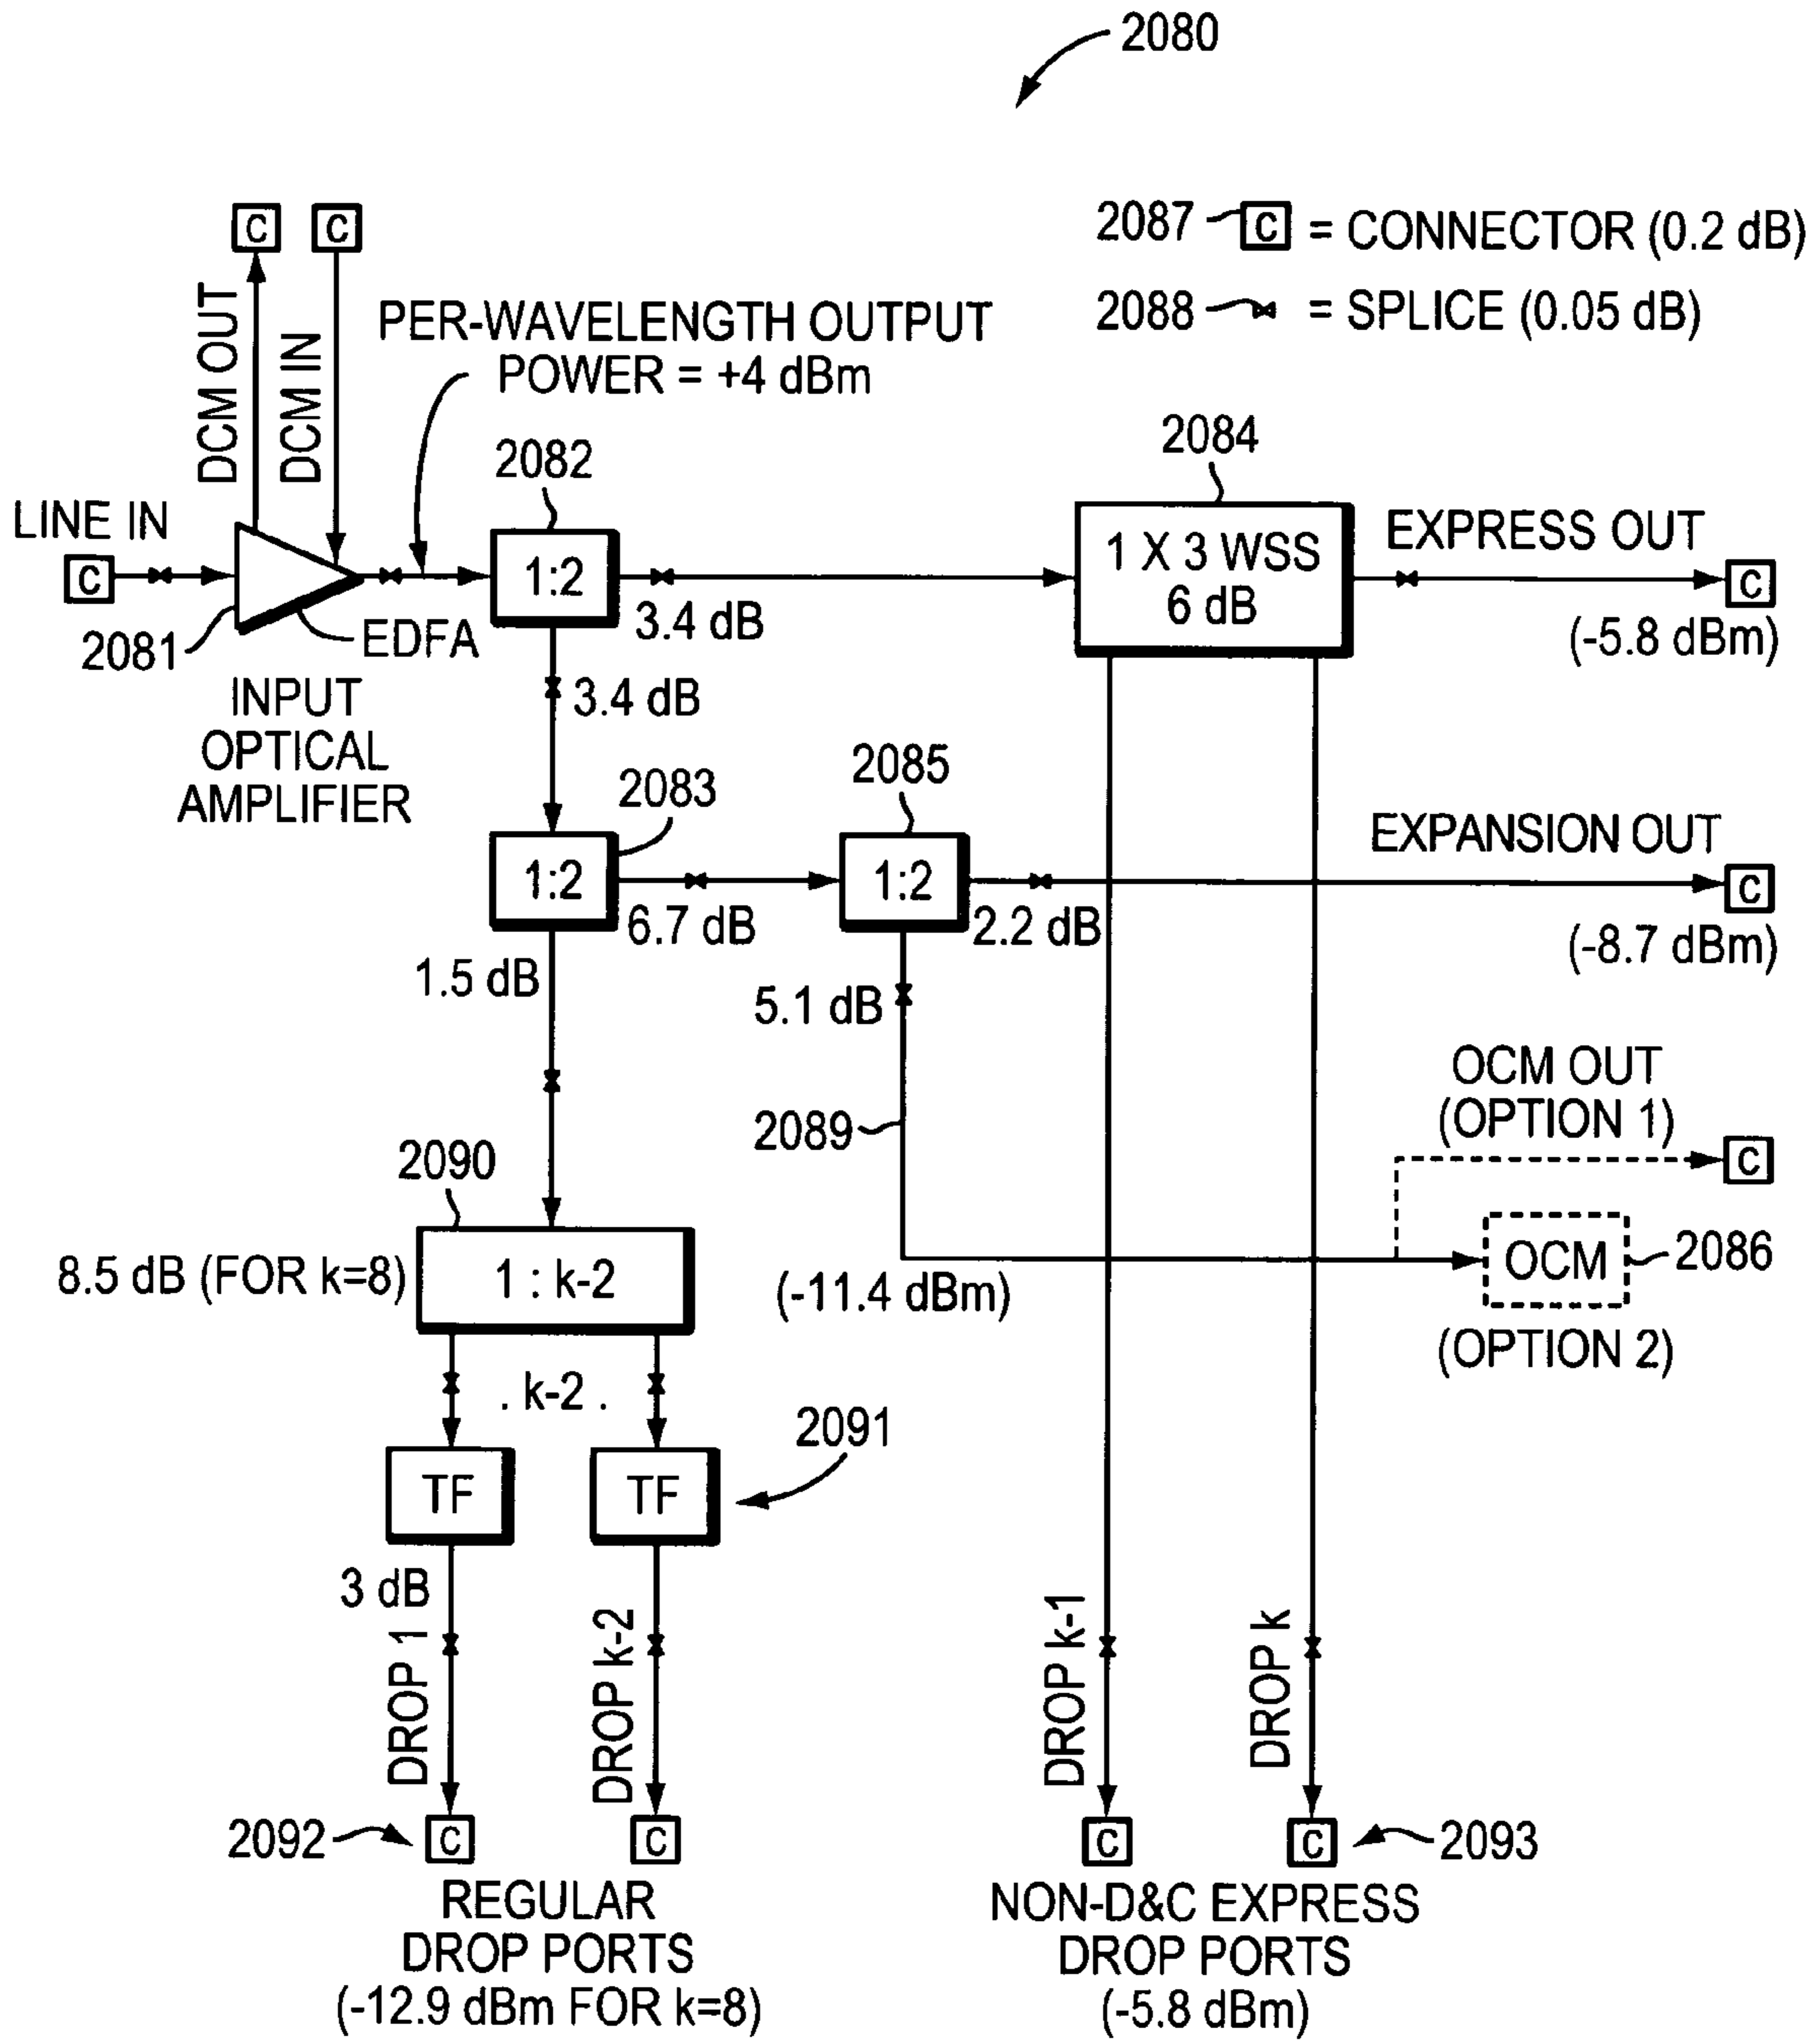 2080
2087 C = CONNECTOR (0.2 dB)
2088 = SPLICE (0.05 dB)
C
C
DCM OUT
DCM IN
PER-WAVELENGTH OUTPUT
POWER = +4 dBm
2082
2084
LINE IN
C
2081
EDFA
INPUT
OPTICAL
AMPLIFIER
1:2
3.4 dB
3.4 dB
1 X 3 WSS
6 dB
EXPRESS OUT
C
(-5.8 dBm)
2083
2085
1:2
6.7 dB
1.5 dB
1:2
2.2 dB
5.1 dB
EXPANSION OUT
C
(-8.7 dBm)
2089
OCM OUT
(OPTION 1)
C
OCM
2086
(OPTION 2)
(-11.4 dBm)
2090
8.5 dB (FOR k=8)
1 : k-2
. k-2 .
2091
TF
TF
3 dB
DROP 1
DROP k-2
DROP k-1
DROP k
2092
C
C
C
C
2093
REGULAR
DROP PORTS
(-12.9 dBm FOR k=8)
NON-D&C EXPRESS
DROP PORTS
(-5.8 dBm)